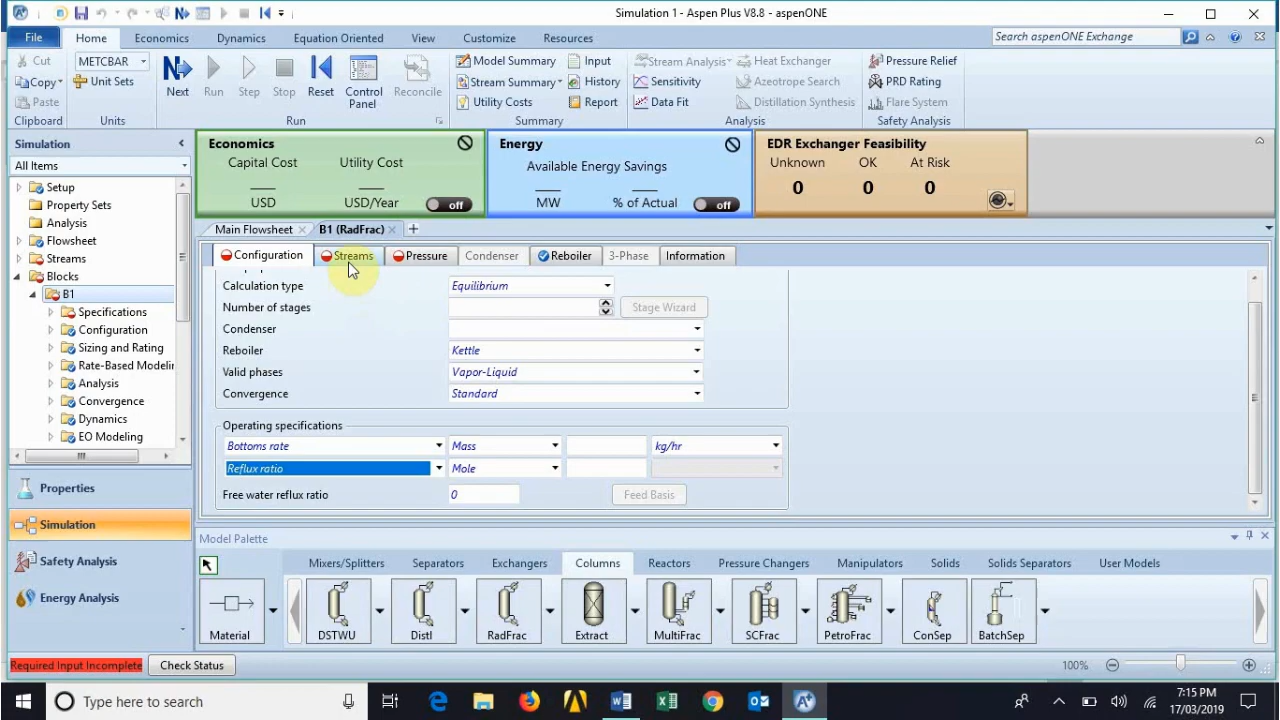 Simulation 1 - Aspen Plus V8.8 - aspenONE
File Home Economics Dynamics Equation Oriented View Customize Resources Search aspenONE Exchange
Cut METCBAR Model Summary Input Stream Analysis Heat Exchanger Pressure Relief
Copy Unit Sets Next Run Step Stop Reset Control Panel Reconcile Stream Summary History Sensitivity Azeotrope Search PRD Rating
Paste Utility Costs Report Data Fit Distillation Synthesis Flare System
Clipboard Units Run Summary Analysis Safety Analysis
Simulation
All Items
Setup
Property Sets
Analysis
Flowsheet
Streams
Blocks
B1
Specifications
Configuration
Sizing and Rating
Rate-Based Modelin
Analysis
Convergence
Dynamics
EO Modeling
Properties
Simulation
Safety Analysis
Energy Analysis
Economics Energy EDR Exchanger Feasibility
Capital Cost Utility Cost Available Energy Savings Unknown OK At Risk
0 0 0
USD USD/Year off MW % of Actual off
Main Flowsheet B1 (RadFrac)
Configuration Streams Pressure Condenser Reboiler 3-Phase Information
Calculation type Equilibrium
Number of stages Stage Wizard
Condenser
Reboiler Kettle
Valid phases Vapor-Liquid
Convergence Standard
Operating specifications
Bottoms rate Mass kg/hr
Reflux ratio Mole
Free water reflux ratio 0 Feed Basis
Model Palette
Mixers/Splitters Separators Exchangers Columns Reactors Pressure Changers Manipulators Solids Solids Separators User Models
Material DSTWU Distl RadFrac Extract MultiFrac SCFrac PetroFrac ConSep BatchSep
Required Input Incomplete Check Status 100%
Type here to search 7:15 PM
17/03/2019